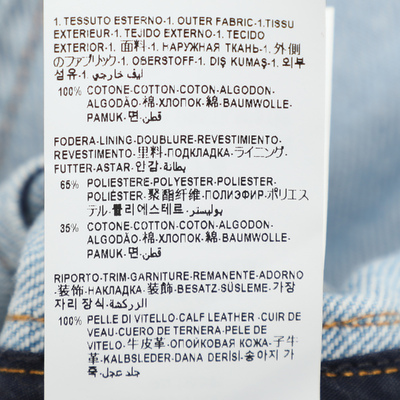 1. TESSUTO ESTERNO·1. OUTER FABRIC·1.TISSU
EXTERIEUR·1. TEJIDO EXTERNO·1. TECIDO
EXTERIOR·1. 面料·1. НАРУЖНАЯ ТКАНЬ·1. 外側
のファブリック·1. OBERSTOFF·1. DIŞ KUMAŞ·1. 외부
섬유·1. أليف خارجي
100% COTONE·COTTON·COTON·ALGODON·
ALGODÃO·棉·ХЛОПОК·綿·BAUMWOLLE·
PAMUK·면·قطن
FODERA·LINING·DOUBLURE·REVESTIMIENTO·
REVESTIMENTO·里料·ПОДКЛАДКА·ライニング·
FUTTER·ASTAR·안감·بطانة
65% POLIESTERE·POLYESTER·POLIESTER·
POLIÉSTER·聚酯纤维·ПОЛИЭФИР·ポリエス
テル·폴리에스테르·بوليستر
35% COTONE·COTTON·COTON·ALGODON·
ALGODÃO·棉·ХЛОПОК·綿·BAUMWOLLE·
PAMUK·면·قطن
RIPORTO·TRIM·GARNITURE·REMANENTE·ADORNO
·装饰·НАКЛАДКА·装飾·BESATZ·SÜSLEME·가장
자리 장식·الزركشة
100% PELLE DI VITELLO·CALF LEATHER·CUIR DE
VEAU·CUERO DE TERNERA·PELE DE
VITELO·牛皮革·ОПОЙКОВАЯ КОЖА·子牛
革·KALBSLEDER·DANA DERİSİ·송아지 가
죽·جلد عجل